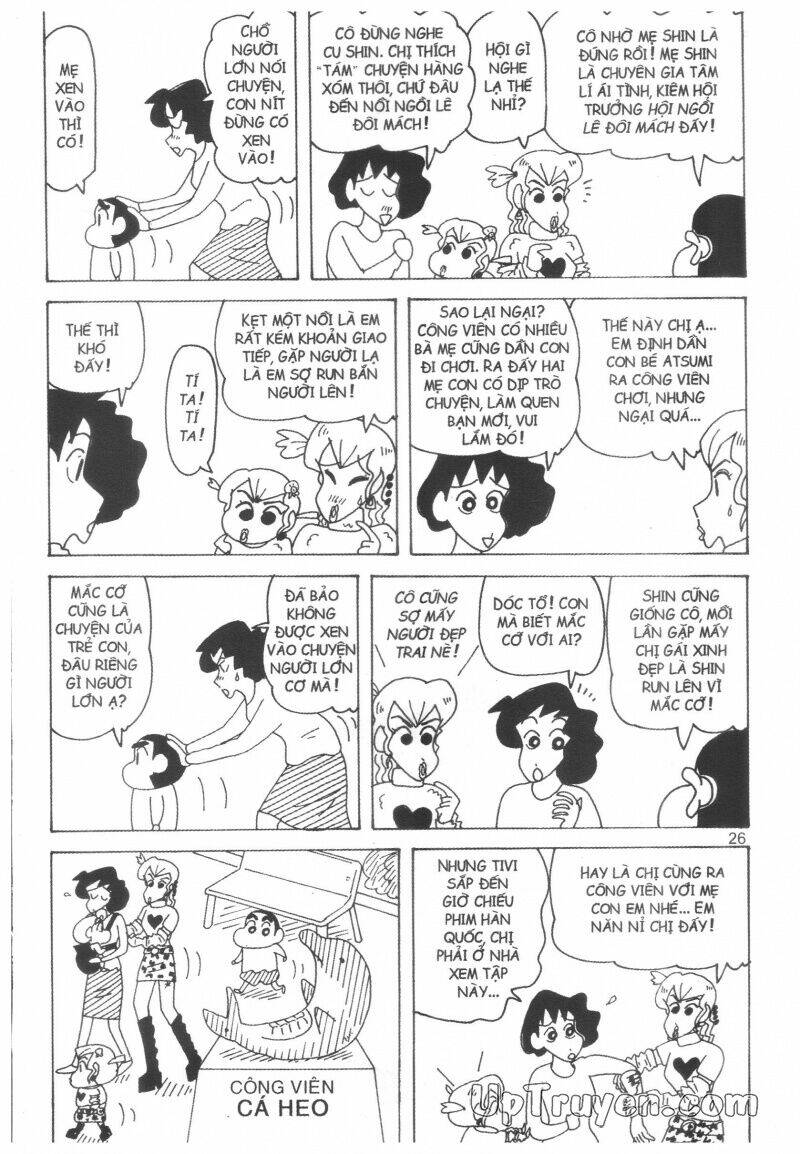 CÔ NHỜ MẸ SHIN LÀ
ĐÚNG RỒI! MẸ SHIN
LÀ CHUYÊN GIA TÂM
LÍ ÁI TÌNH, KIÊM HỘI
TRƯỞNG HỘI NGỒI
LÊ ĐÔI MÁCH ĐẤY!
HỘI GÌ
NGHE
LẠ THẾ
NHỈ?
CÔ ĐỪNG NGHE
CU SHIN. CHỊ THÍCH
"TÁM" CHUYỆN HÀNG
XÓM THÔI, CHỨ ĐÂU
ĐẾN NỖI NGỒI LÊ
ĐÔI MÁCH!
CHỖ
NGƯỜI
LỚN NÓI
CHUYỆN,
CON NÍT
ĐỪNG CÓ
XEN
VÀO!
MẸ
XEN
VÀO THÌ
CÓ!
THẾ NÀY CHỊ Ạ...
EM ĐỊNH DẪN
CON BÉ ATSUMI
RA CÔNG VIÊN
CHƠI, NHƯNG
NGẠI QUÁ...
SAO LẠI NGẠI?
CÔNG VIÊN CÓ NHIỀU
BÀ MẸ CŨNG DẪN CON
ĐI CHƠI. RA ĐẤY HAI
MẸ CON CÓ DỊP TRÒ
CHUYỆN, LÀM QUEN
BẠN MỚI, VUI
LẮM ĐÓ!
KẸT MỘT NỖI LÀ EM
RẤT KÉM KHOẢN GIAO
TIẾP, GẶP NGƯỜI LẠ
LÀ EM SỢ RUN BẮN
NGƯỜI LÊN!
TÍ
TA!
TÍ
TA!
THẾ THÌ
KHÓ
ĐẤY!
SHIN CŨNG
GIỐNG CÔ, MỖI
LẦN GẶP MẤY
CHỊ GÁI XINH
ĐẸP LÀ SHIN
RUN LÊN VÌ
MẮC CỠ!
DÓC TỔ! CON
MÀ BIẾT MẮC
CỠ VỚI AI?
CÔ CŨNG
SỢ MẤY
NGƯỜI ĐẸP
TRAI NÈ!
ĐÃ BẢO
KHÔNG
ĐƯỢC XEN
VÀO CHUYỆN
NGƯỜI LỚN
CƠ MÀ!
MẮC CỠ
CŨNG LÀ
CHUYỆN CỦA
TRẺ CON,
ĐÂU RIÊNG
GÌ NGƯỜI
LỚN Ạ?
26
HAY LÀ CHỊ CÙNG RA
CÔNG VIÊN VỚI MẸ
CON EM NHÉ... EM
NĂN NỈ CHỊ ĐẤY!
NHƯNG TIVI
SẮP ĐẾN
GIỜ CHIẾU
PHIM HÀN
QUỐC, CHỊ
PHẢI Ở NHÀ
XEM TẬP
NÀY...
CÔNG VIÊN
CÁ HEO
UpTruyen.com